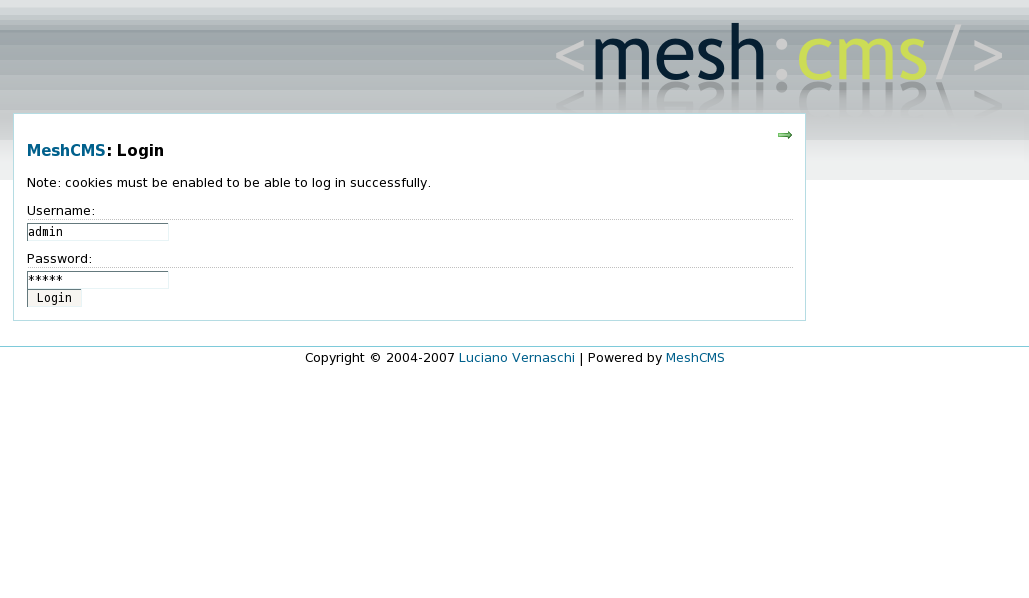 <mesh:cms/>
MeshCMS: Login
Note: cookies must be enabled to be able to log in successfully.
Username:
admin
Password:
*****
Login
Copyright © 2004-2007 Luciano Vernaschi | Powered by MeshCMS